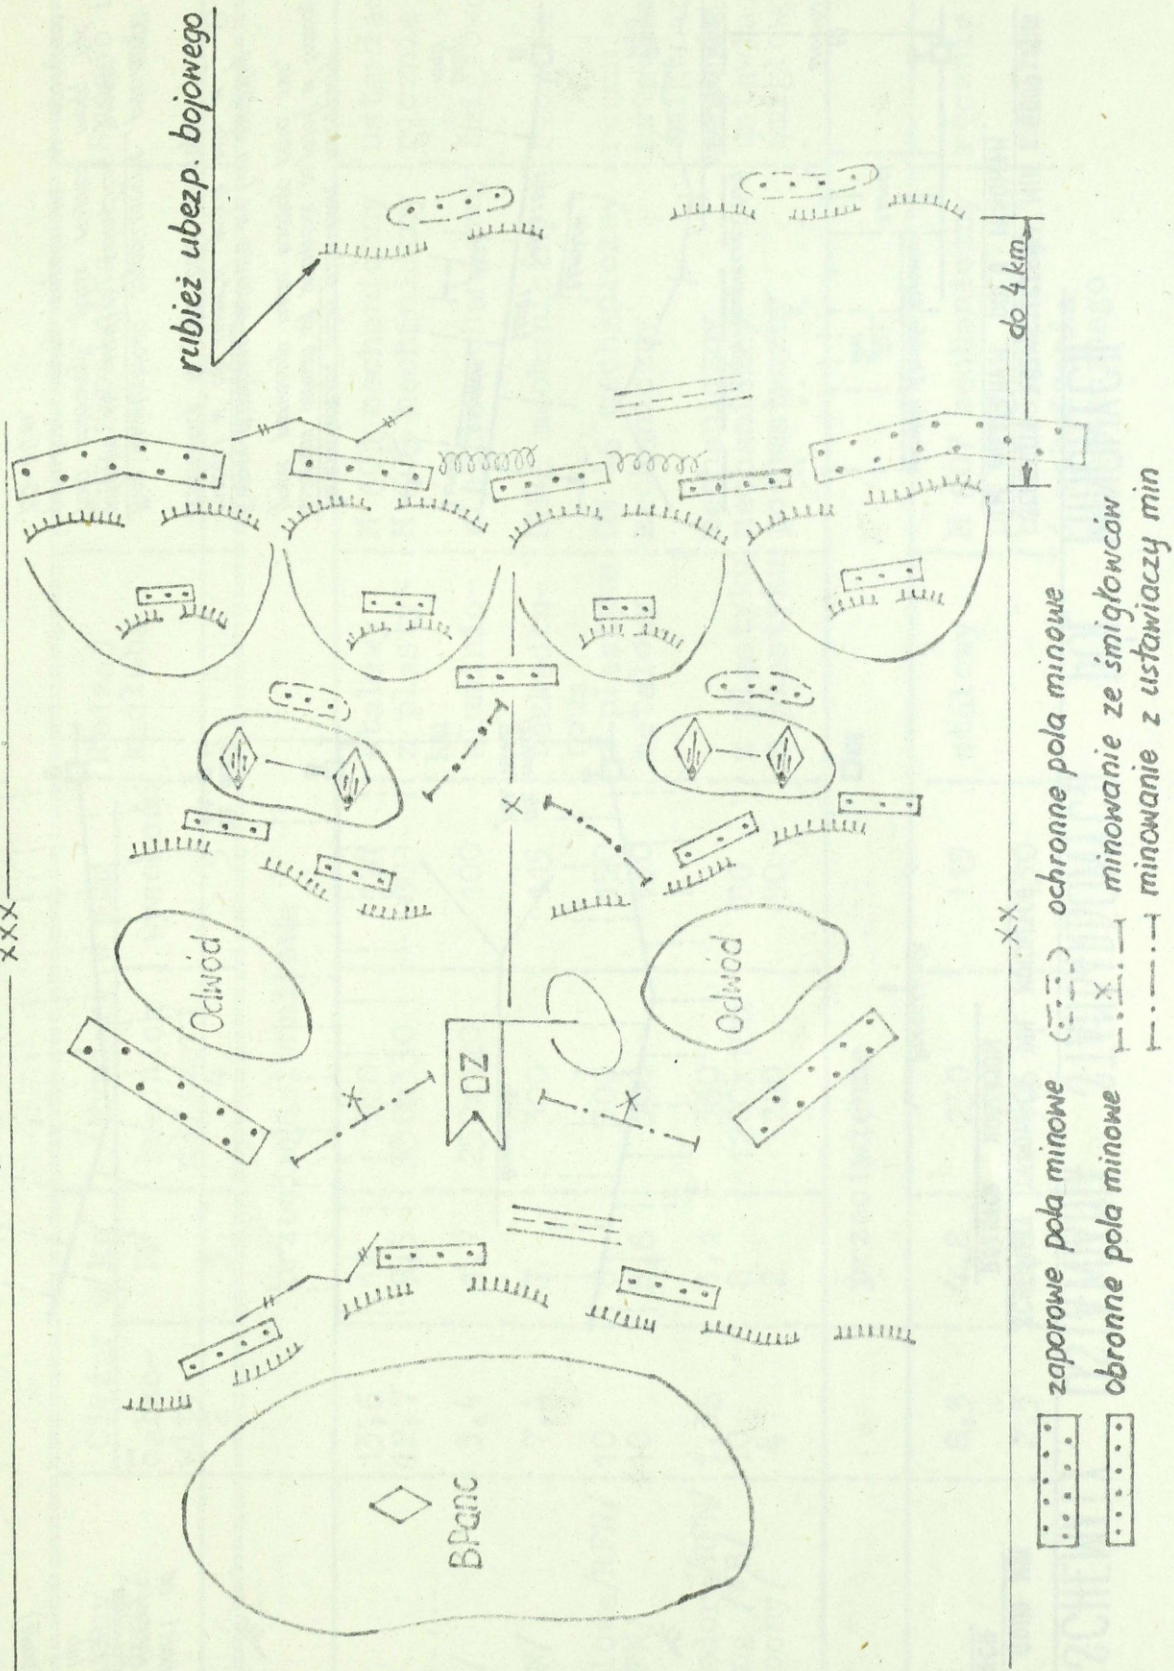 rubież ubezp. bojowego
XXX
do 4 km
Odwód
X
DZ
Odwód
BPanc
XX
zaporowe pola minowe
ochronne pola minowe
obronne pola minowe
minowanie ze śmigłowców
minowanie z ustawiaczy min